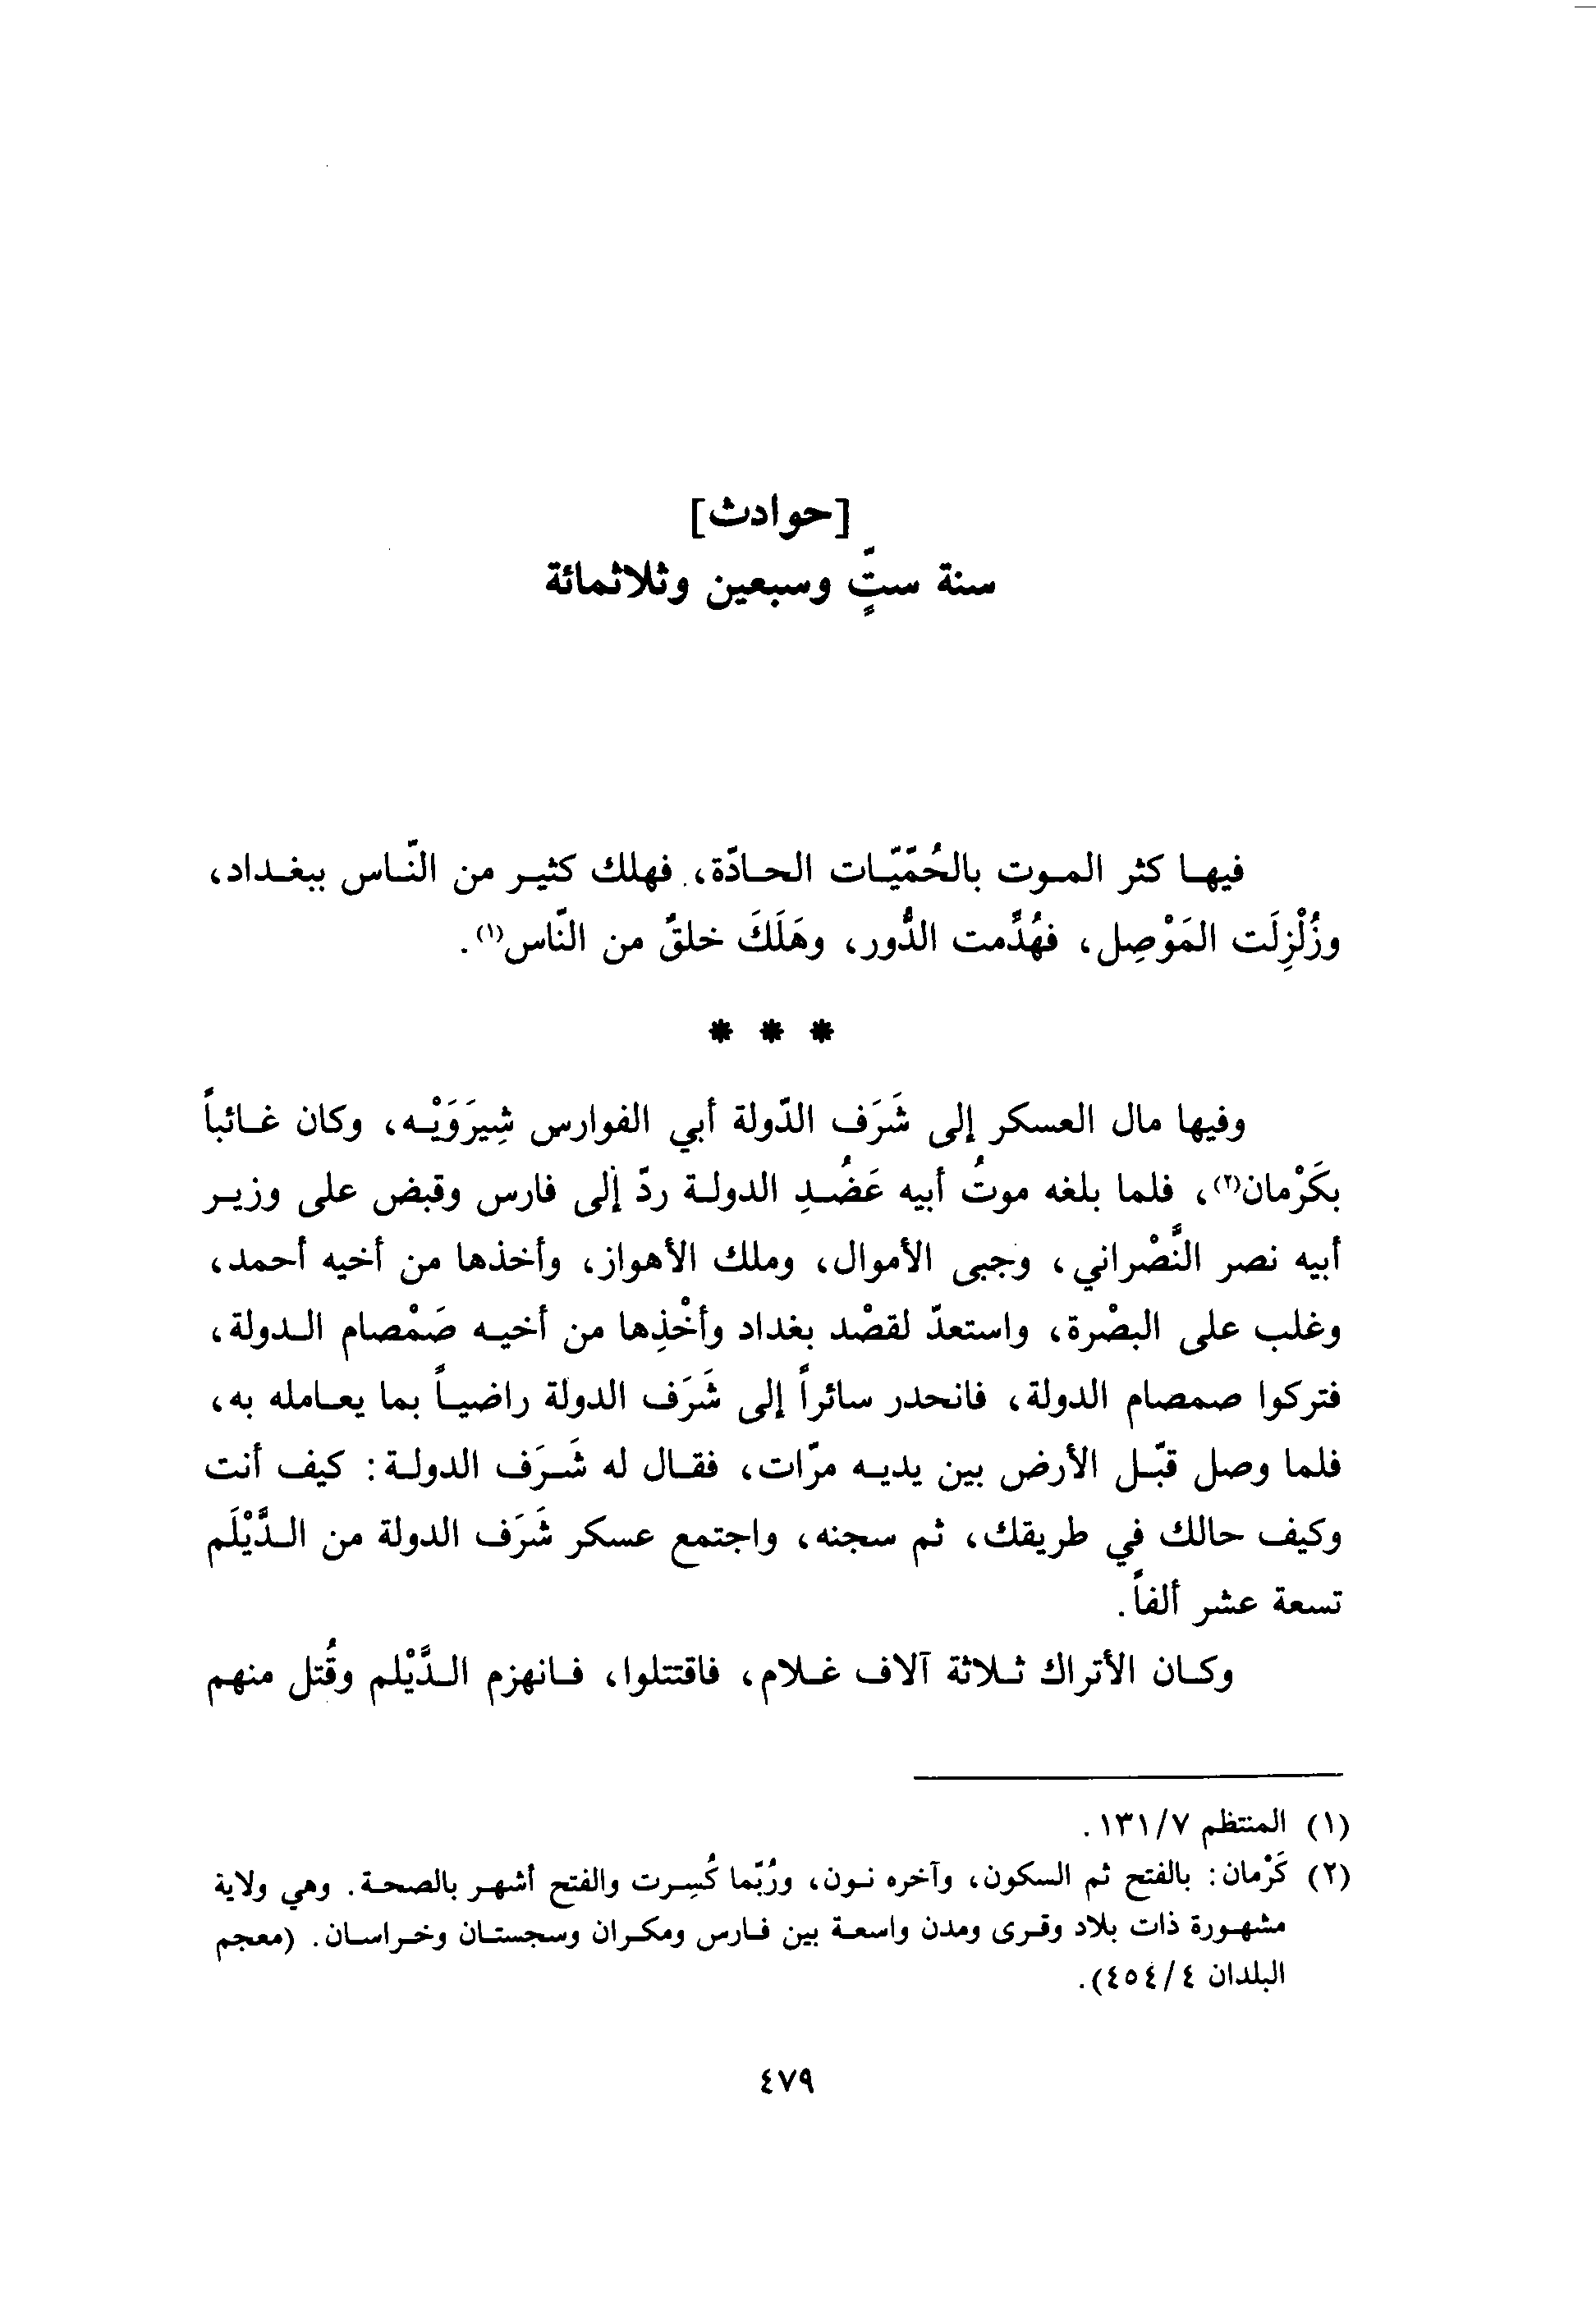 [حوادث]
سنة ستٍّ وسبعين وثلاثمائة
فيها كثر الموت بالحُمَّيَّات الحادّة، فهلك كثير من النّاس ببغداد،
وزُلْزِلَت المَوْصِل، فهُدِّمت الدُّور، وهَلَكَ خلقٌ من النّاس(١).
* * *
وفيها مال العسكر إلى شَرَف الدّولة أبي الفوارس شِيرَوَيْه، وكان غائباً
بكَرْمان(٢)، فلما بلغه موتُ أبيه عَضُدِ الدولة ردّ إلى فارس وقبض على وزير
أبيه نصر النَّصْراني، وجبى الأموال، وملك الأهواز، وأخذها من أخيه أحمد،
وغلب على البصْرة، واستعدّ لقصْد بغداد وأخْذِها من أخيه صَمْصام الدولة،
فتركوا صمصام الدولة، فانحدر سائراً إلى شَرَف الدولة راضياً بما يعامله به،
فلما وصل قبّل الأرض بين يديه مرّات، فقال له شَرَف الدولة: كيف أنت
وكيف حالك في طريقك، ثم سجنه، واجتمع عسكر شَرَف الدولة من الدَّيْلَم
تسعة عشر ألفاً.
وكان الأتراك ثلاثة آلاف غلام، فاقتتلوا، فانهزم الدَّيْلم وقُتل منهم
(١) المنتظم ١٣١/٧.
(٢) كَرْمان: بالفتح ثم السكون، وآخره نون، ورُبّما كُسِرت والفتح أشهر بالصحة. وهي ولاية
مشهورة ذات بلاد وقرى ومدن واسعة بين فارس ومكران وسجستان وخراسان. (معجم
البلدان ٤٥٤/٤).
٤٧٩